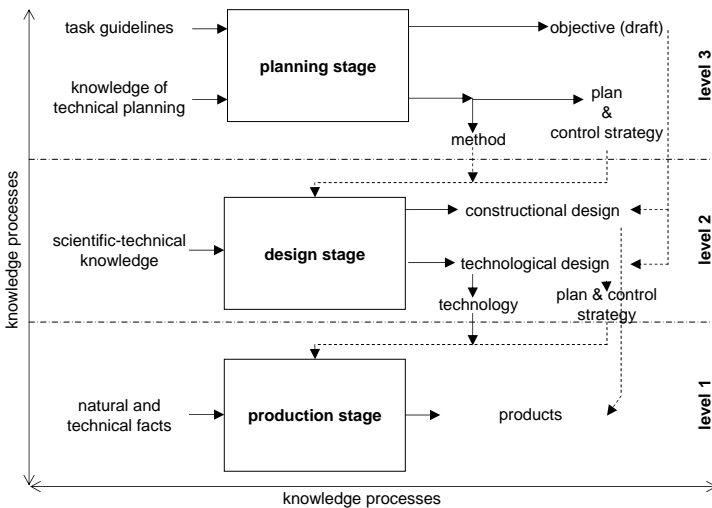 task guidelines
objective (draft)
planning stage
knowledge of
technical planning
plan
&
control strategy
method
level 3
knowledge processes
constructional design
scientific-technical
knowledge
design stage
technological design
technology
plan & control
strategy
level 2
natural and
technical facts
production stage
products
level 1
knowledge processes